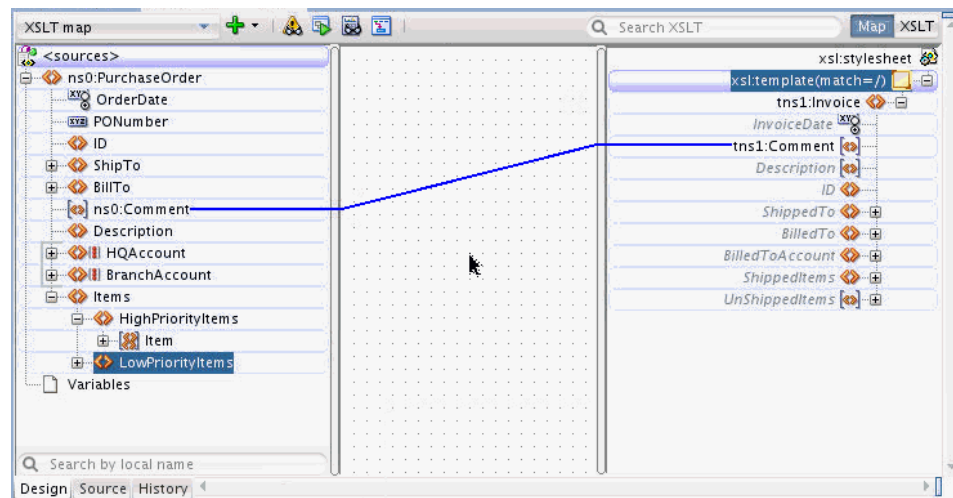 XSLT map
Search XSLT
Map XSLT
<sources>
ns0:PurchaseOrder
OrderDate
PONumber
ID
ShipTo
BillTo
ns0:Comment
Description
HQAccount
BranchAccount
Items
HighPriorityItems
Item
LowPriorityItems
Variables
Search by local name
xsl:stylesheet
xsl:template(match=/)
tns1:Invoice
InvoiceDate
tns1:Comment
Description
ID
ShippedTo
BilledTo
BilledToAccount
ShippedItems
UnShippedItems
Design Source History